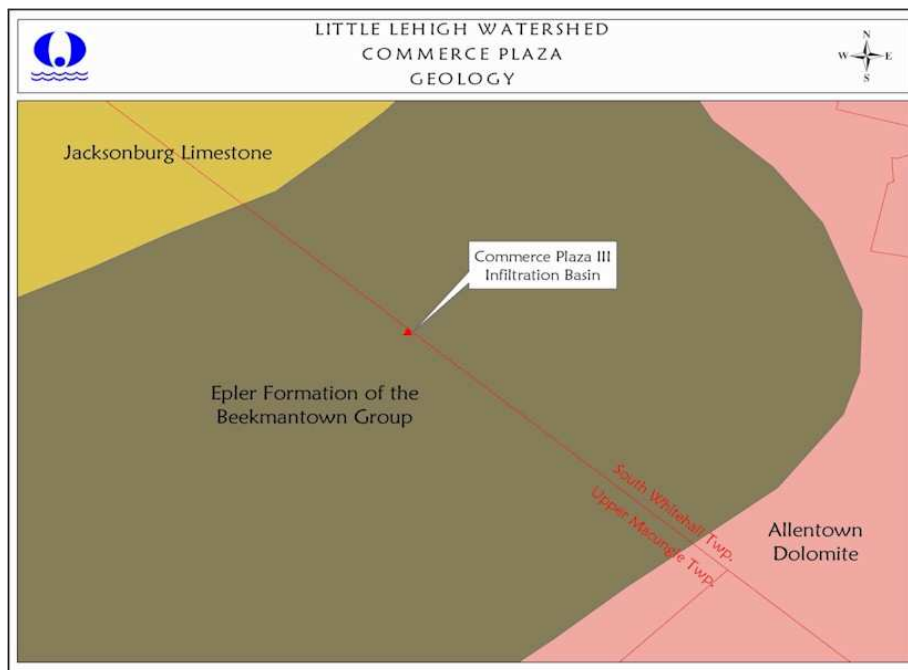 LITTLE LEHIGH WATERSHED
COMMERCE PLAZA
GEOLOGY
N
W E
S
Jacksonburg Limestone
Commerce Plaza III
Infiltration Basin
Epler Formation of the
Beekmantown Group
South Whitehall Twp.
Upper Macungie Twp.
Allentown
Dolomite